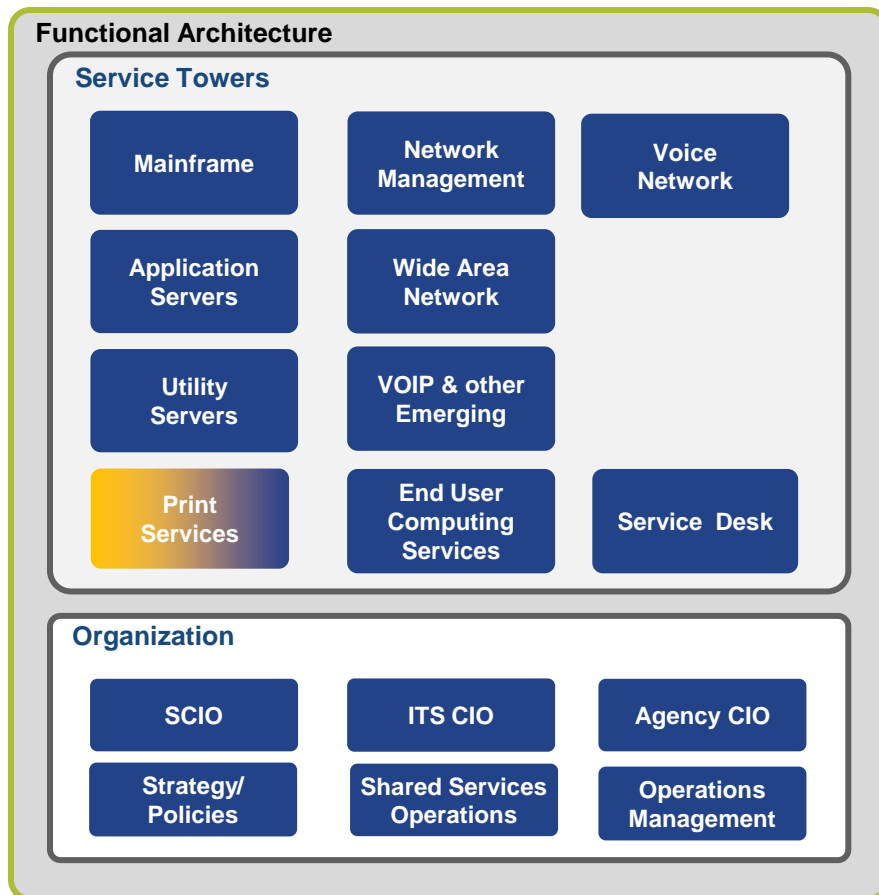 Functional Architecture
Service Towers
Mainframe
Network
Management
Voice
Network
Application
Servers
Wide Area
Network
Utility
Servers
VOIP & other
Emerging
Print
Services
End User
Computing
Services
Service Desk
Organization
SCIO
ITS CIO
Agency CIO
Strategy/
Policies
Shared Services
Operations
Operations
Management